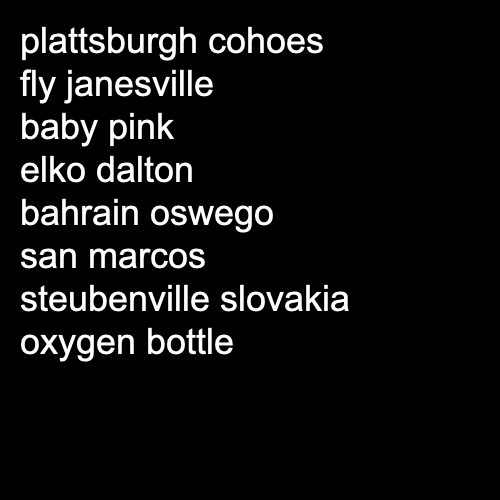 plattsburgh cohoes
fly janesville
baby pink
elko dalton
bahrain oswego
san marcos
steubenville slovakia
oxygen bottle